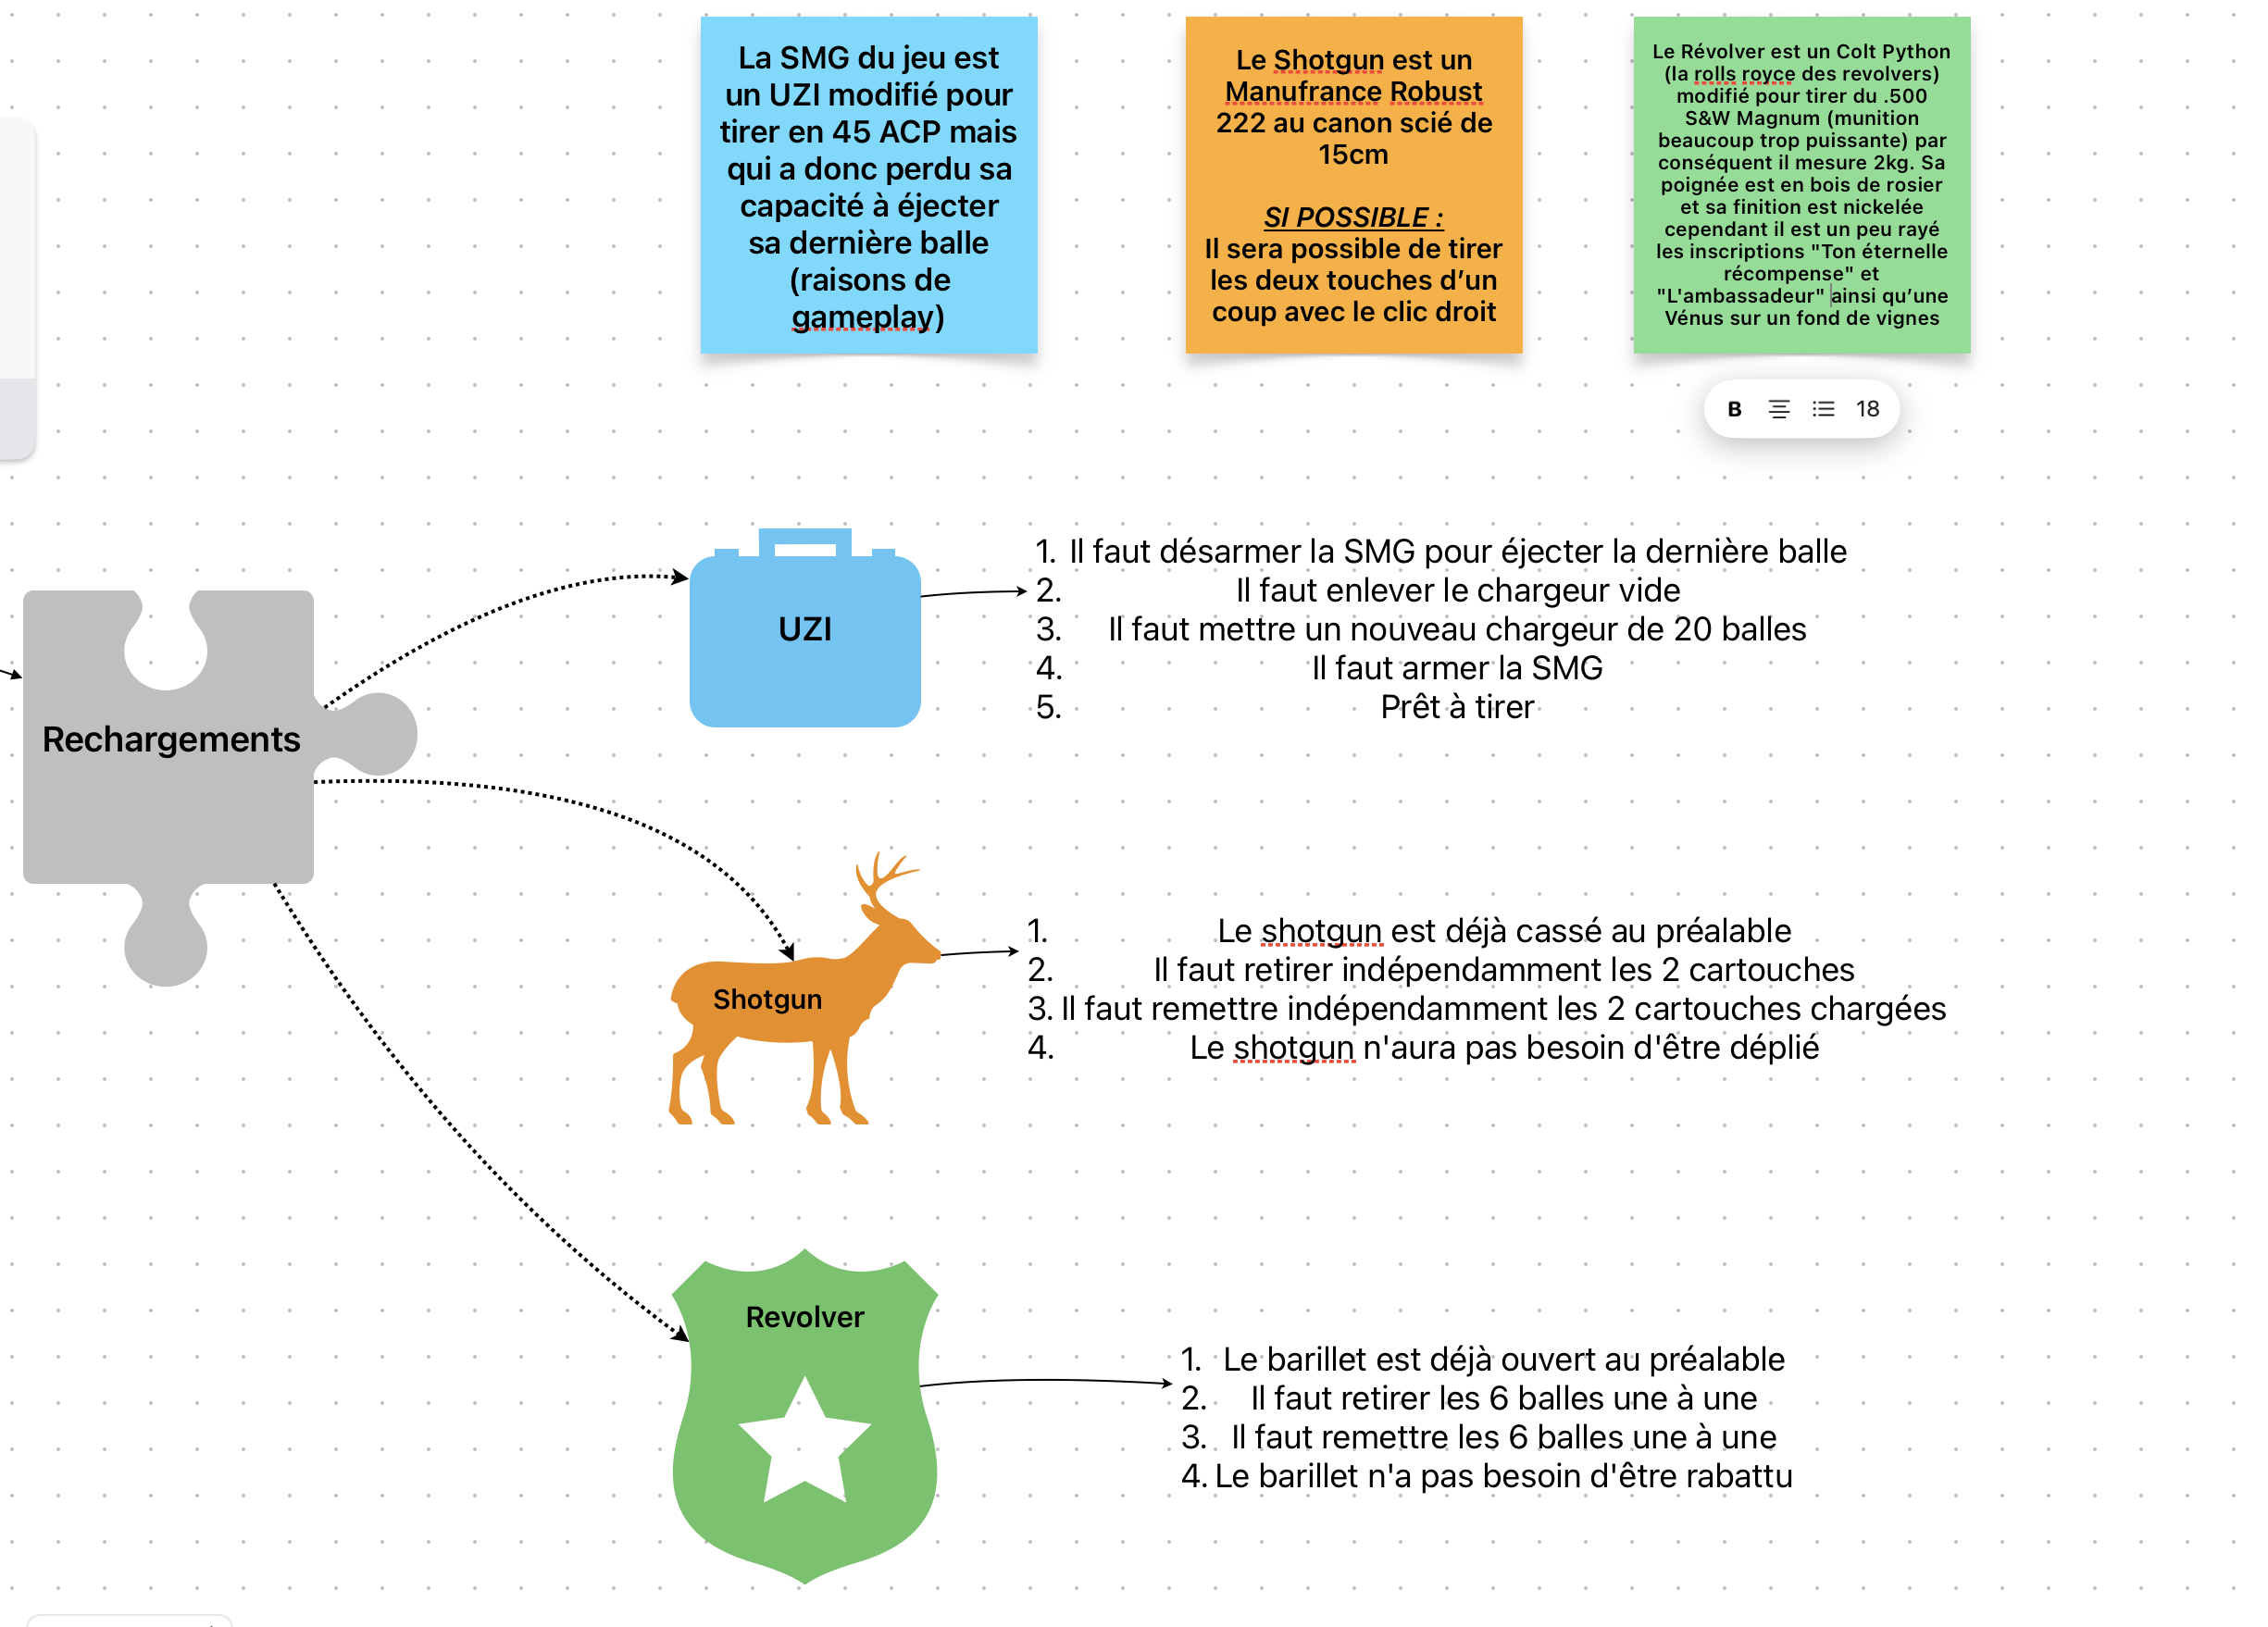 La SMG du jeu est
un UZI modifié pour
tirer en 45 ACP mais
qui a donc perdu sa
capacité à éjecter
sa dernière balle
(raisons de
gameplay)
Le Shotgun est un
Manufrance Robust
222 au canon scié de
15cm
SI POSSIBLE :
Il sera possible de tirer
les deux touches d’un
coup avec le clic droit
Le Révolver est un Colt Python
(la rolls royce des revolvers)
modifié pour tirer du .500
S&W Magnum (munition
beaucoup trop puissante) par
conséquent il mesure 2kg. Sa
poignée est en bois de rosier
et sa finition est nickelée
cependant il est un peu rayé
les inscriptions "Ton éternelle
récompense" et
"L'ambassadeur" ainsi qu’une
Vénus sur un fond de vignes
B 18
Rechargements
UZI
1. Il faut désarmer la SMG pour éjecter la dernière balle
2. Il faut enlever le chargeur vide
3. Il faut mettre un nouveau chargeur de 20 balles
4. Il faut armer la SMG
5. Prêt à tirer
Shotgun
1. Le shotgun est déjà cassé au préalable
2. Il faut retirer indépendamment les 2 cartouches
3. Il faut remettre indépendamment les 2 cartouches chargées
4. Le shotgun n'aura pas besoin d'être déplié
Revolver
1. Le barillet est déjà ouvert au préalable
2. Il faut retirer les 6 balles une à une
3. Il faut remettre les 6 balles une à une
4. Le barillet n'a pas besoin d'être rabattu